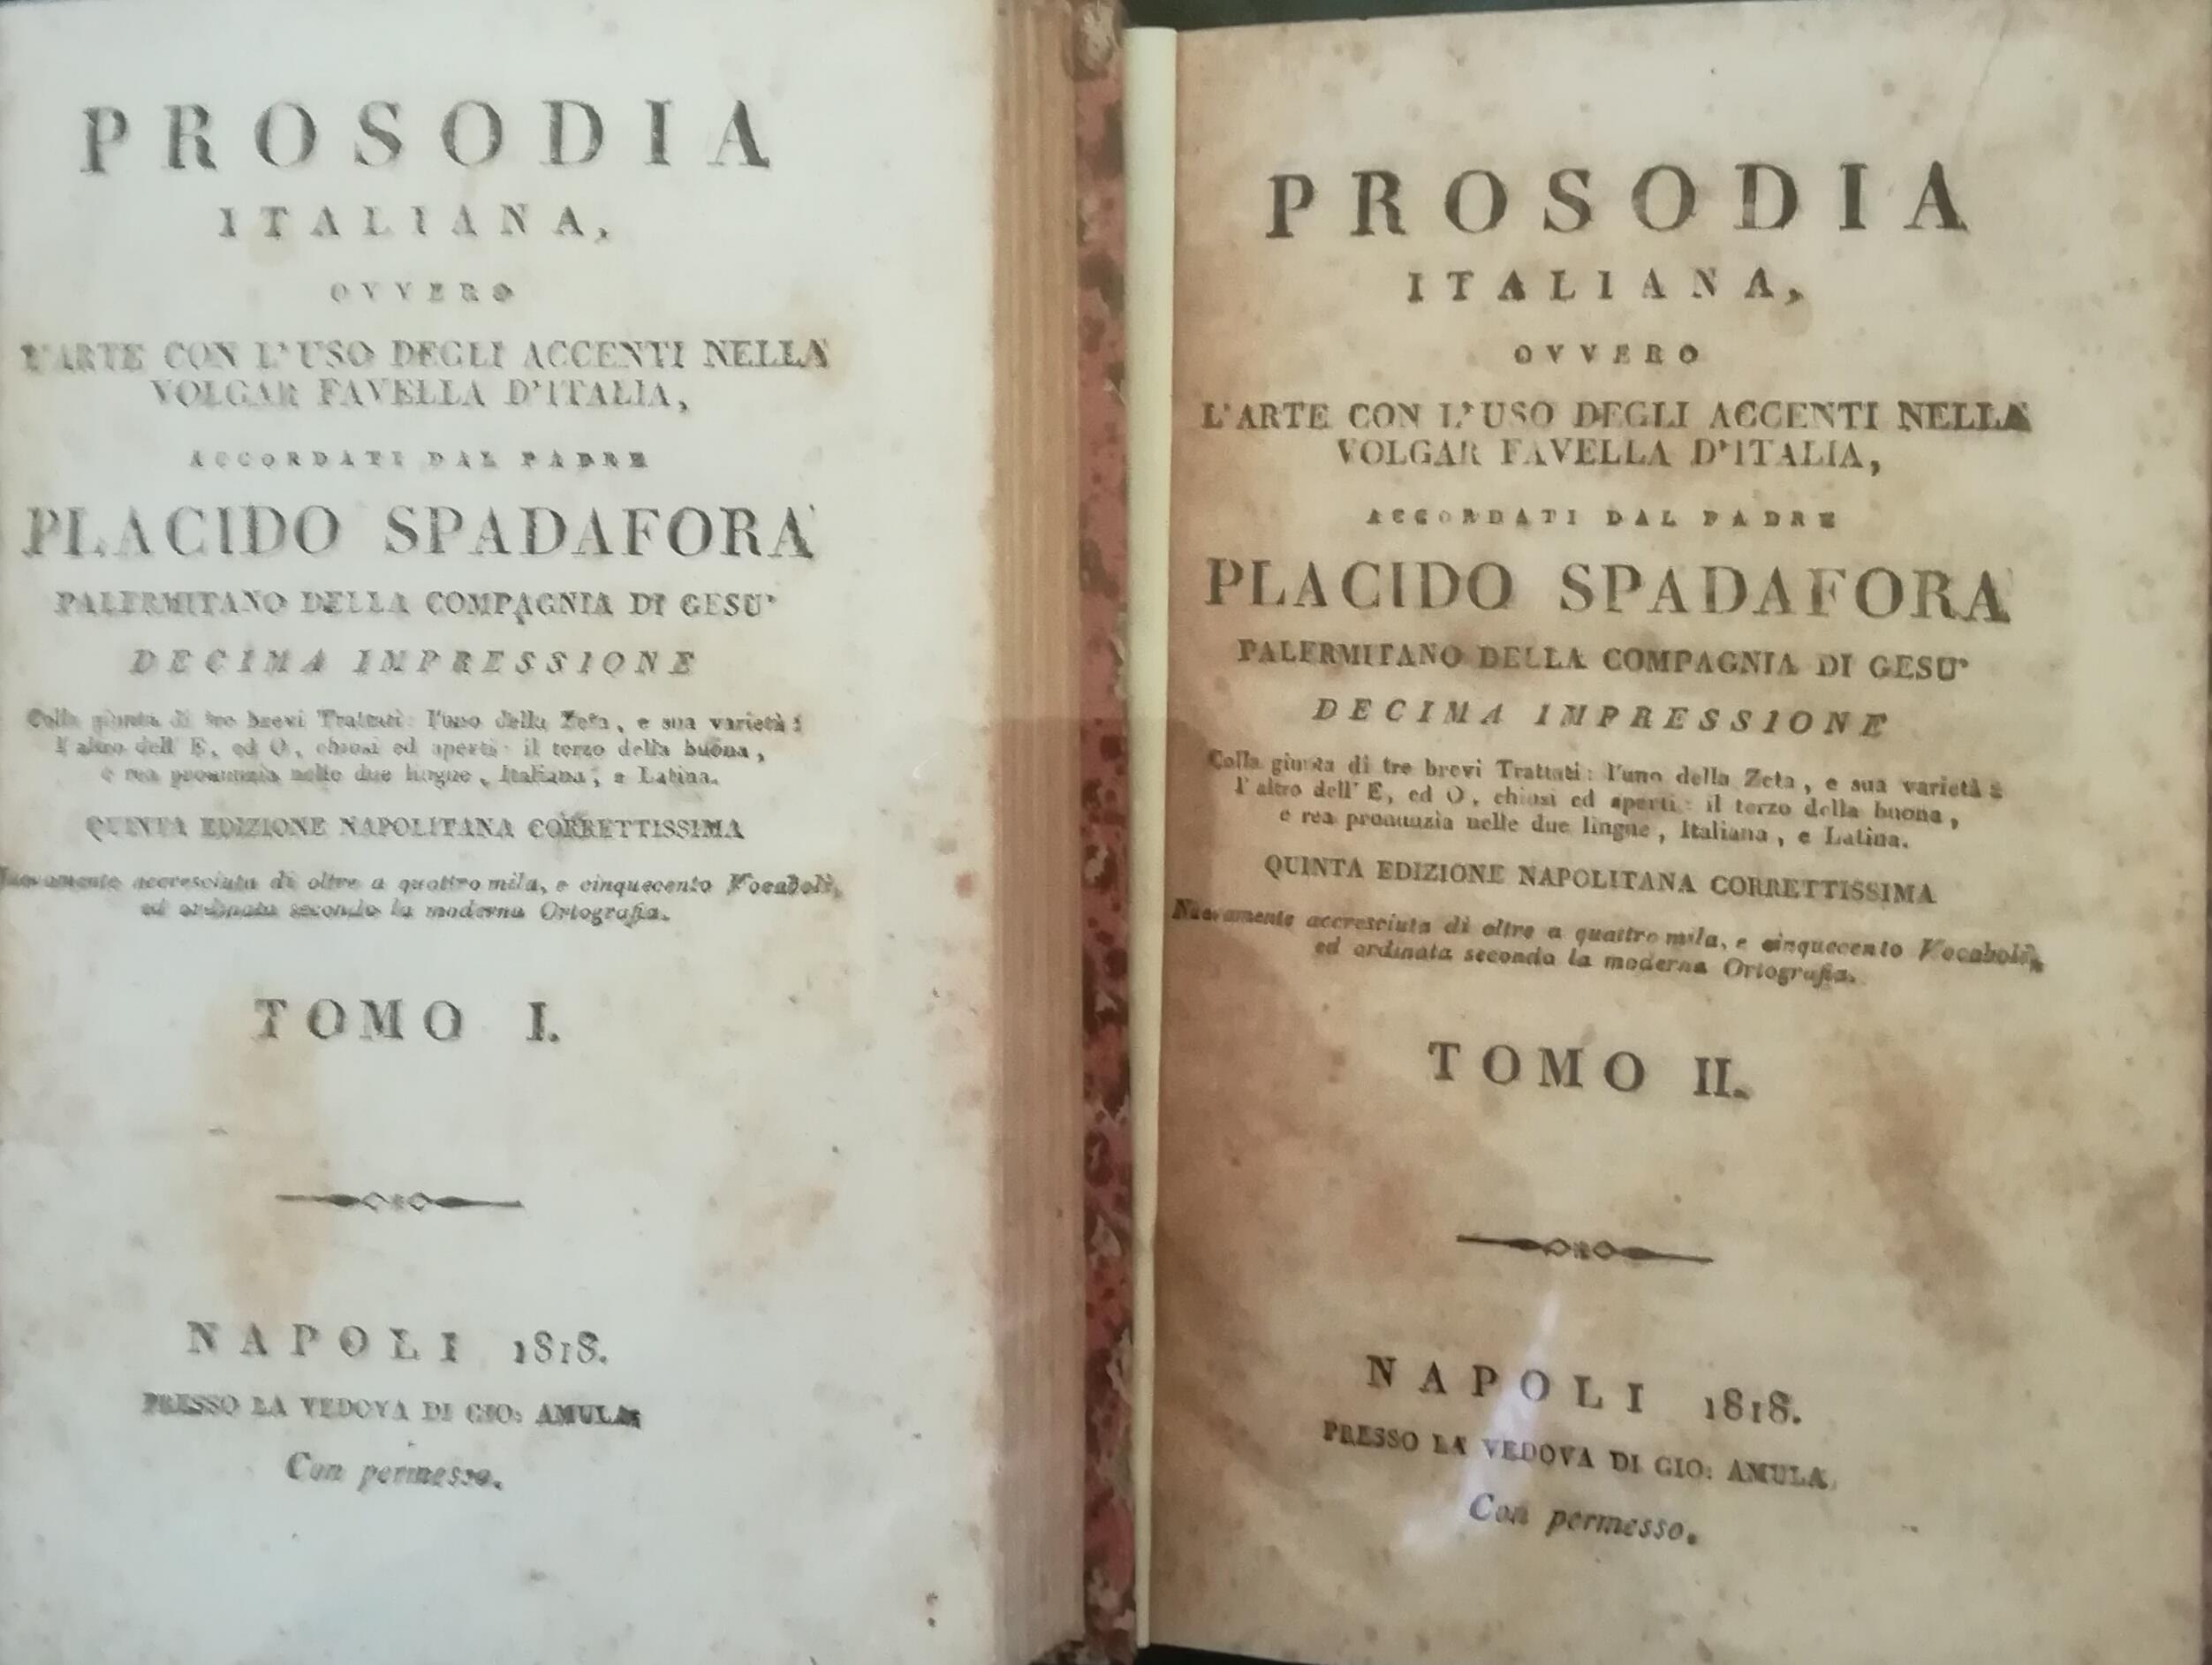 PROSODIA
ITALIANA,
OVVERO
L'ARTE CON L'USO DEGLI ACCENTI NELLA
VOLGAR FAVELLA D'ITALIA,
ACCORDATI DAL PADRE
PLACIDO SPADAFORA
PALERMITANO DELLA COMPAGNIA DI GESU'
DECIMA IMPRESSIONE
Colla giunta di tre brevi Trattati: l'uno della Zeta, e sua varietà:
l'altro dell' E, ed O, chiusi ed aperti: il terzo della buona,
e rea pronunzia nelle due lingue, Italiana, e Latina.
QUINTA EDIZIONE NAPOLITANA CORRETTISSIMA
Nuovamente accresciuta di oltre a quattro mila, e cinquecento Vocaboli,
ed ordinata secondo la moderna Ortografia.
TOMO I.
NAPOLI 1818.
PRESSO LA VEDOVA DI GIO: AMULA
Con permesso.
PROSODIA
ITALIANA,
OVVERO
L'ARTE CON L'USO DEGLI ACCENTI NELLA
VOLGAR FAVELLA D'ITALIA,
ACCORDATI DAL PADRE
PLACIDO SPADAFORA
PALERMITANO DELLA COMPAGNIA DI GESU'
DECIMA IMPRESSIONE
Colla giunta di tre brevi Trattati: l'uno della Zeta, e sua varietà:
l'altro dell' E, ed O, chiusi ed aperti: il terzo della buona,
e rea pronunzia nelle due lingue, Italiana, e Latina.
QUINTA EDIZIONE NAPOLITANA CORRETTISSIMA
Nuovamente accresciuta di oltre a quattro mila, e cinquecento Vocaboli,
ed ordinata secondo la moderna Ortografia.
TOMO II.
NAPOLI 1818.
PRESSO LA VEDOVA DI GIO: AMULA
Con permesso.